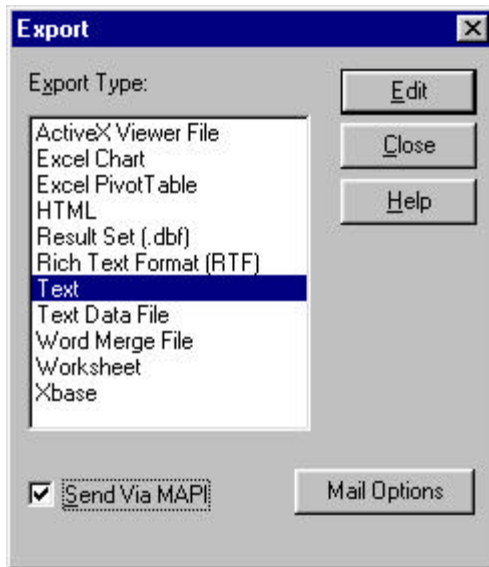 Export
Export Type:
ActiveX Viewer File
Excel Chart
Excel PivotTable
HTML
Result Set (.dbf)
Rich Text Format (RTF)
Text
Text Data File
Word Merge File
Worksheet
Xbase
Edit
Close
Help
Send Via MAPI
Mail Options